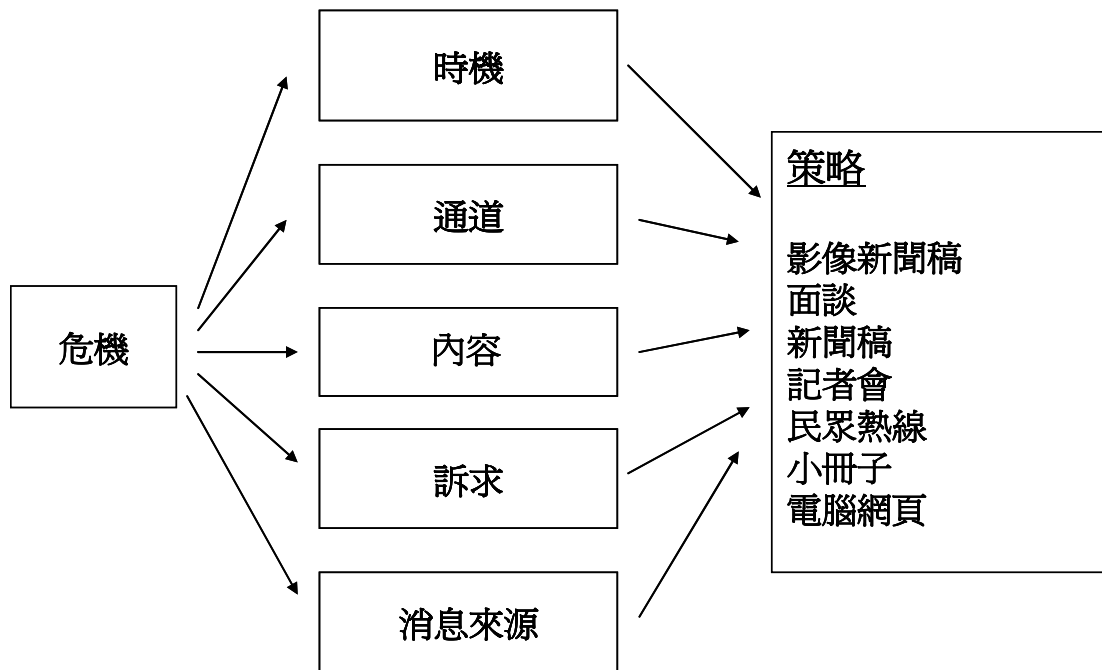 時機
通道
危機
內容
訴求
消息來源
策略
影像新聞稿
面談
新聞稿
記者會
民眾熱線
小冊子
電腦網頁